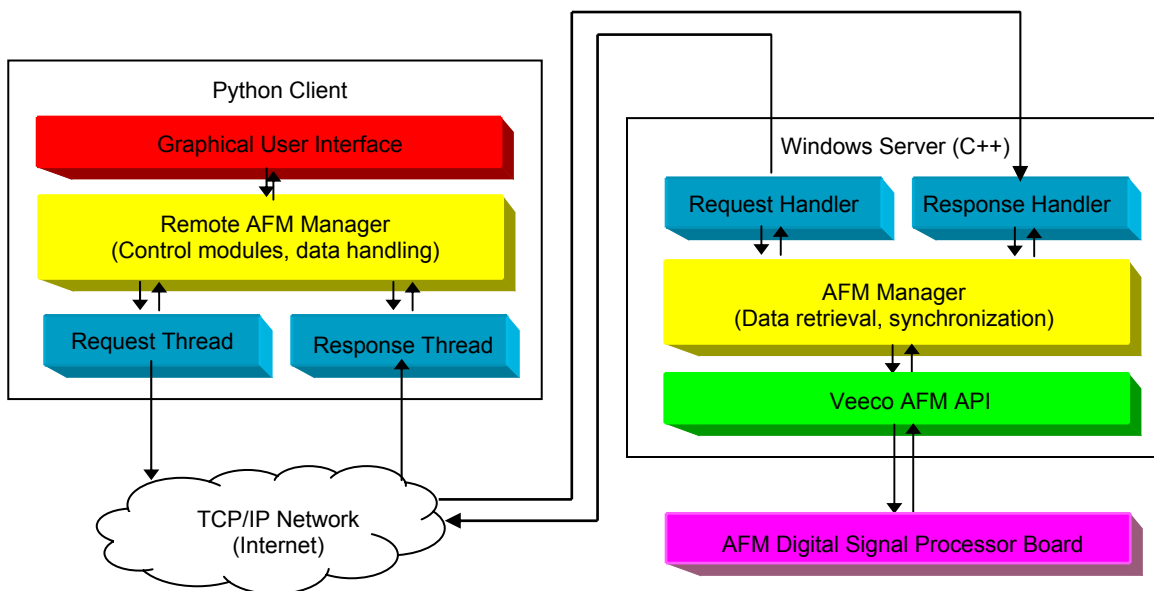 Python Client
Graphical User Interface
Remote AFM Manager
(Control modules, data handling)
Request Thread
Response Thread
TCP/IP Network
(Internet)
Windows Server (C++)
Request Handler
Response Handler
AFM Manager
(Data retrieval, synchronization)
Veeco AFM API
AFM Digital Signal Processor Board